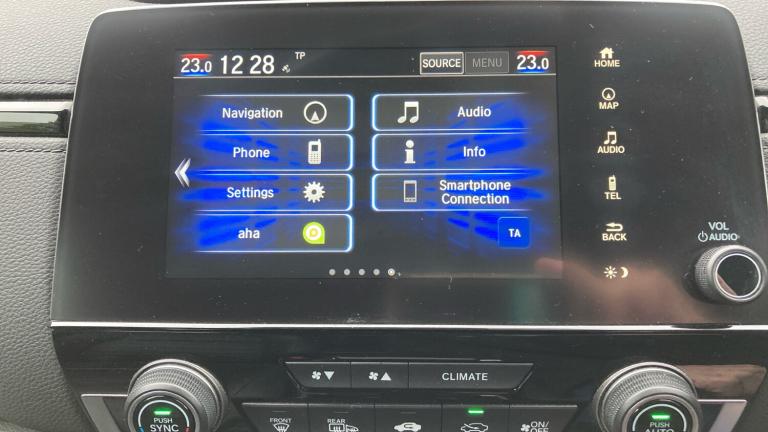 23.0 12 28 TP SOURCE MENU 23.0
HOME
Navigation Audio
MAP
Phone Info
AUDIO
Settings Smartphone
Connection
TEL
aha TA
BACK
VOL
AUDIO
CLIMATE
PUSH
SYNC
FRONT
REAR
ON/
OFF
PUSH
AUTO